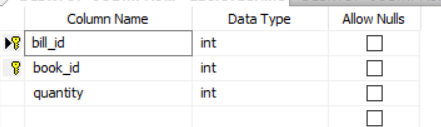 Column Name Data Type Allow Nulls
bill_id int
book_id int
quantity int